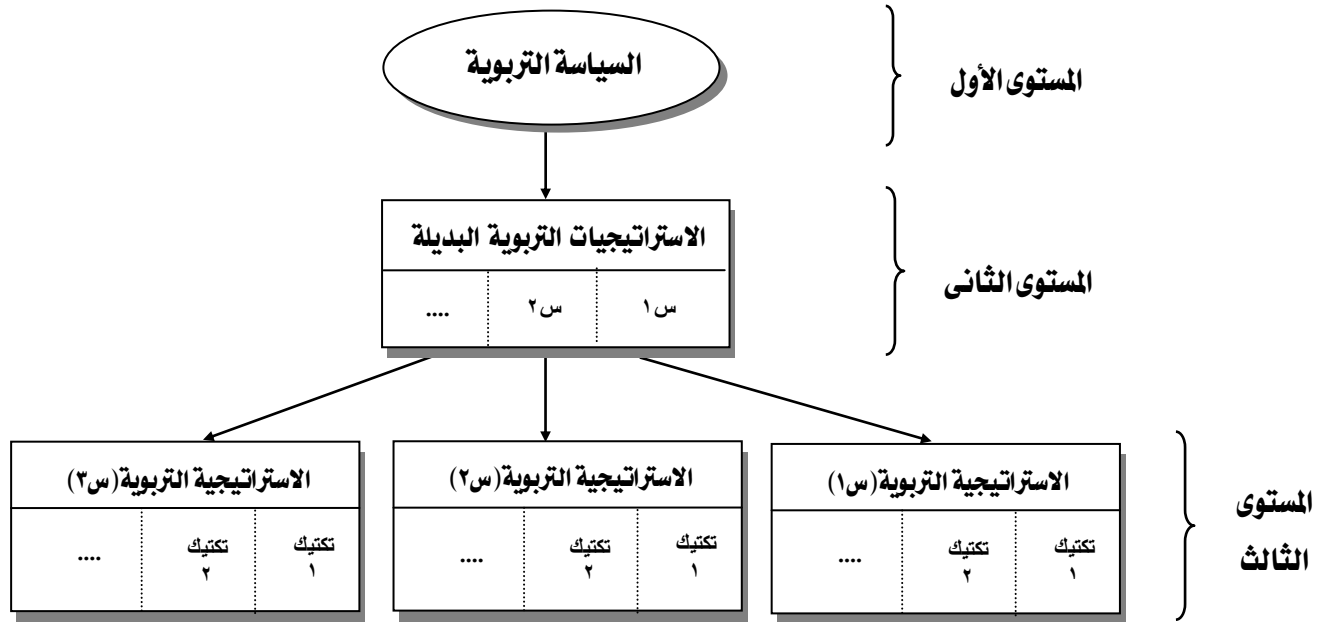 السياسة التربوية
المستوى الأول
الاستراتيجيات التربوية البديلة
س١
س٢
....
المستوى الثانى
الاستراتيجية التربوية(س١)
تكتيك
١
تكتيك
٢
....
الاستراتيجية التربوية(س٢)
تكتيك
١
تكتيك
٢
....
الاستراتيجية التربوية(س٣)
تكتيك
١
تكتيك
٢
....
المستوى
الثالث